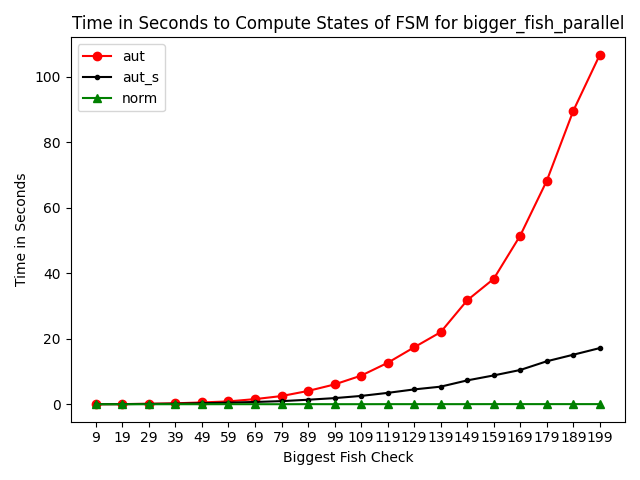 Time in Seconds to Compute States of FSM for bigger_fish_parallel
aut
aut_s
norm
100
80
60
40
20
0
Time in Seconds
9 19 29 39 49 59 69 79 89 99 109 119 129 139 149 159 169 179 189 199
Biggest Fish Check